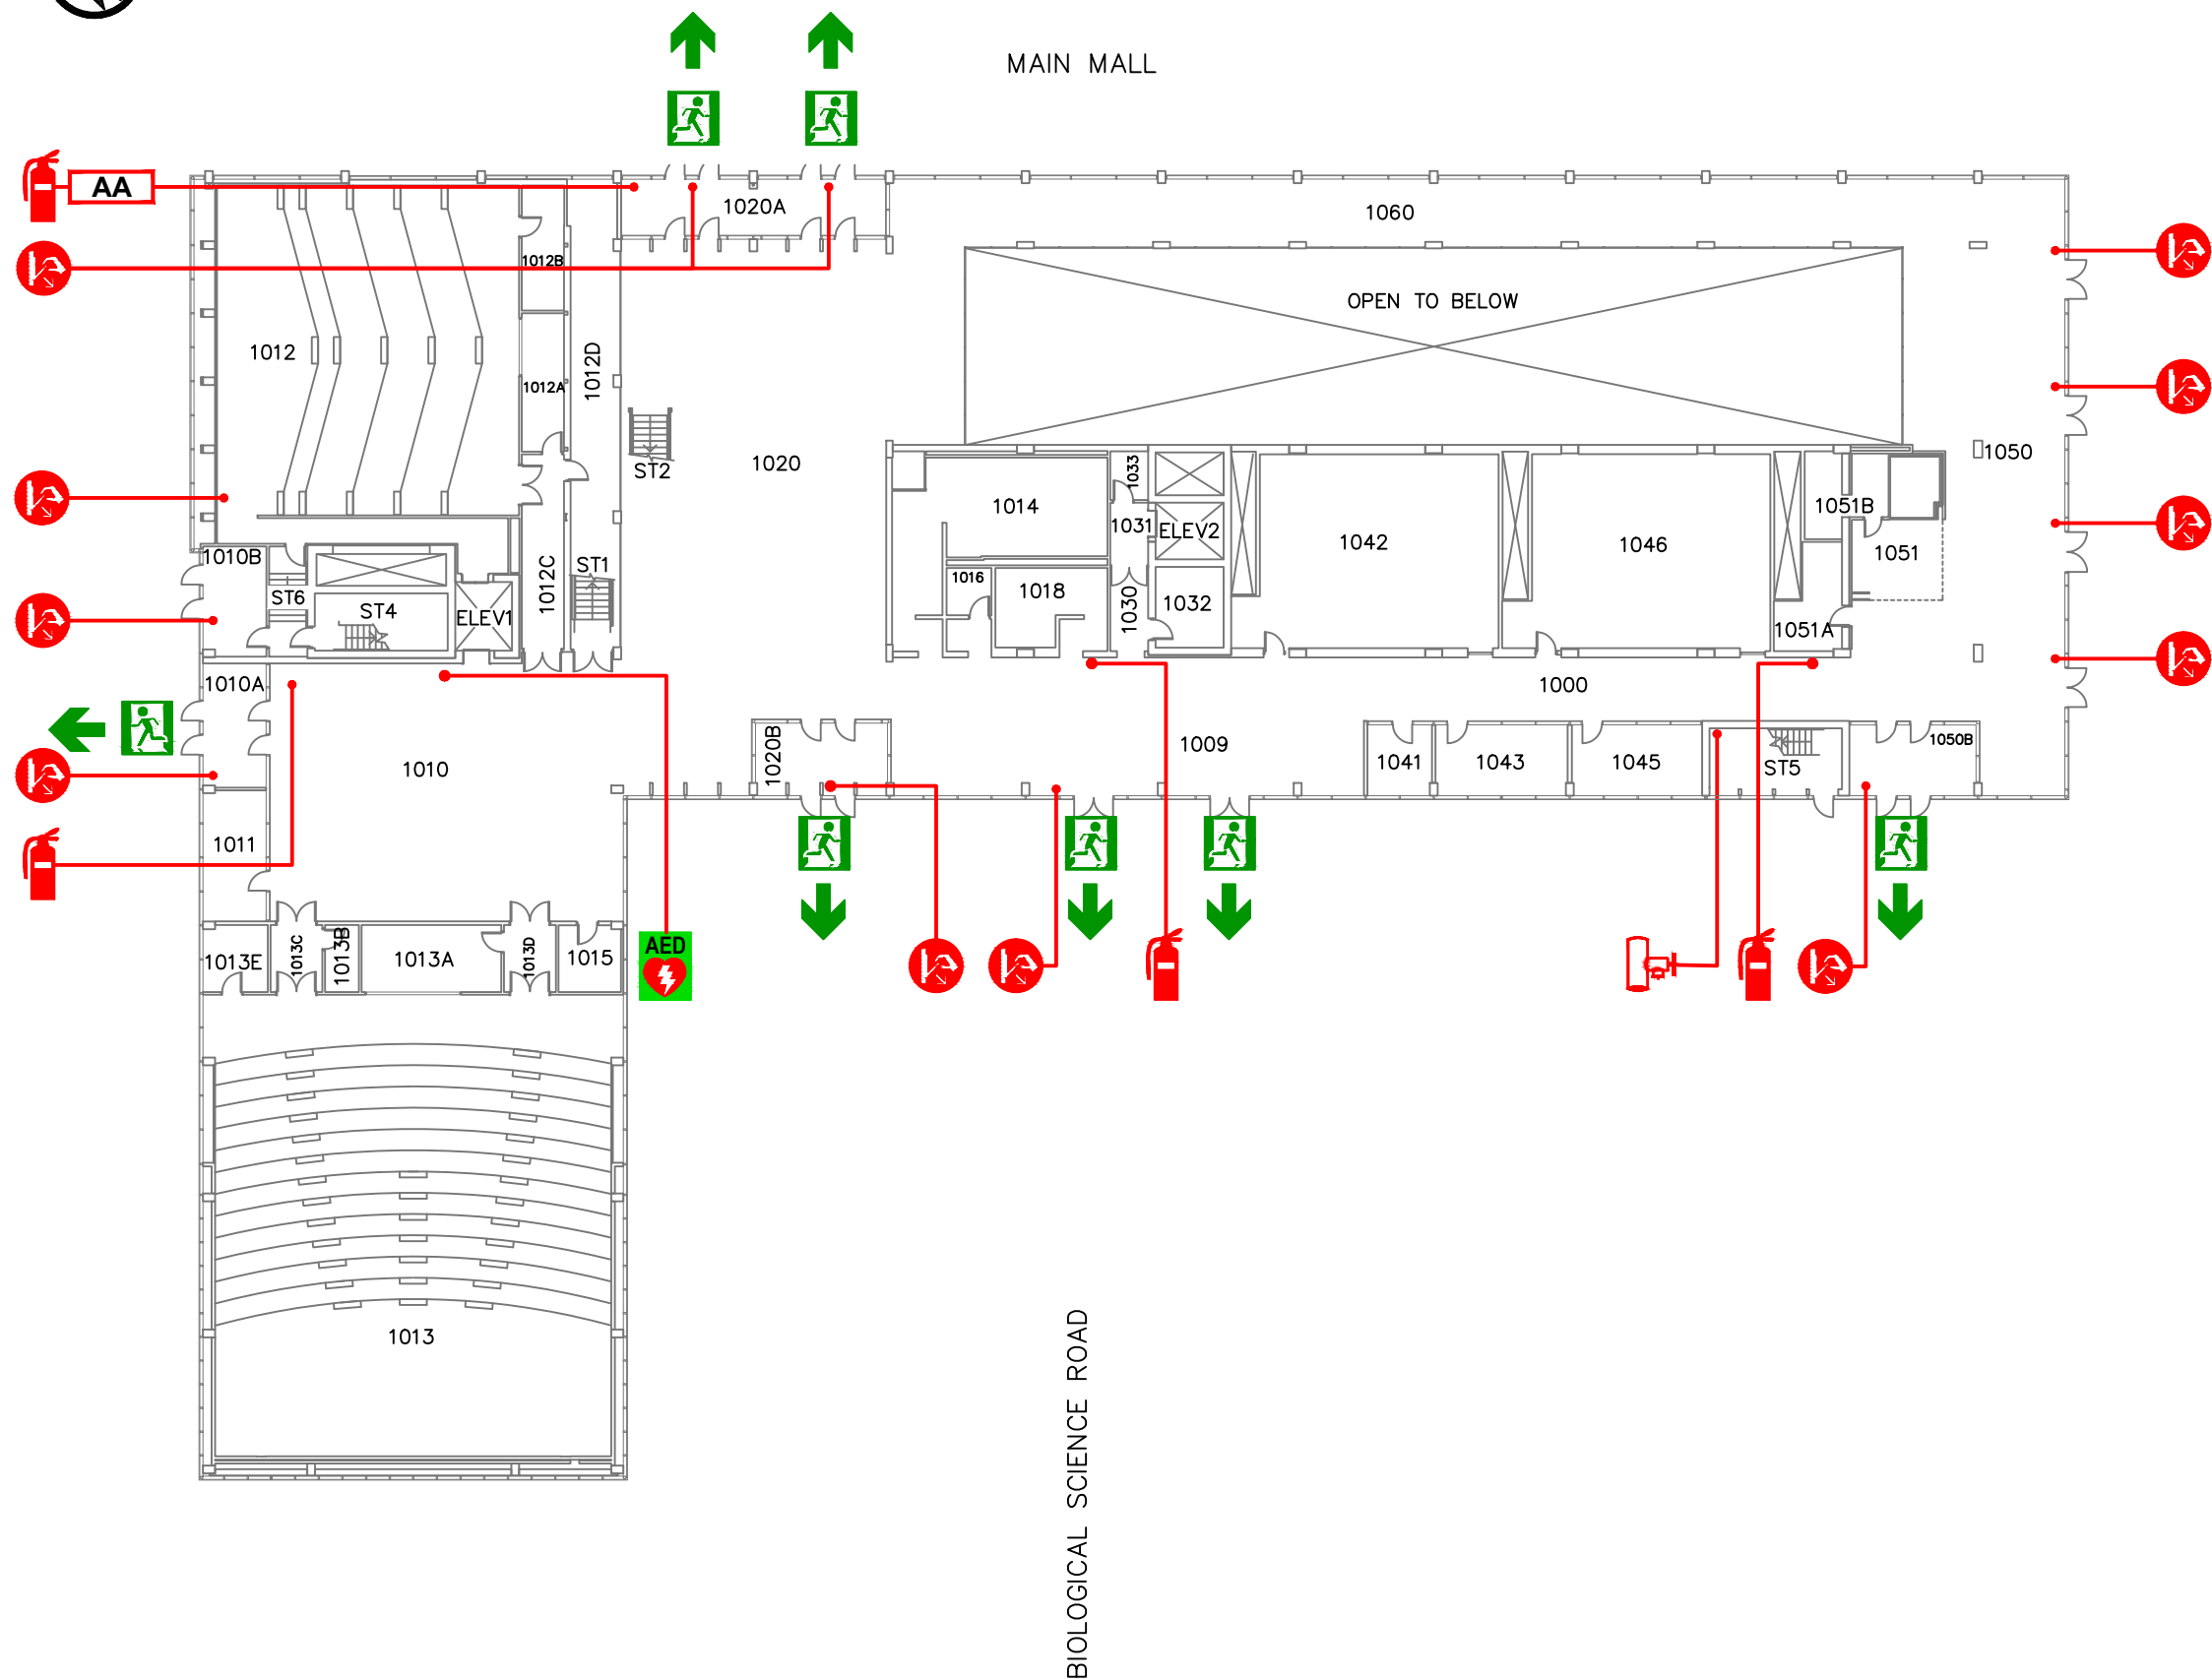 MAIN MALL
AA
1020A
1060
1012B
OPEN TO BELOW
1012
1012D
1012A
1020
ST2
1033
1050
1014
1031
ELEV2
1042
1046
1051B
1051
1010B
1012C
ST1
1016
1018
1030
1032
ST6
ST4
ELEV1
1051A
1010A
1000
1010
1020B
1009
1041
1043
1045
ST5
1050B
1011
1013E
1013C
1013B
1013A
1013D
1015
AED
1013
BIOLOGICAL SCIENCE ROAD